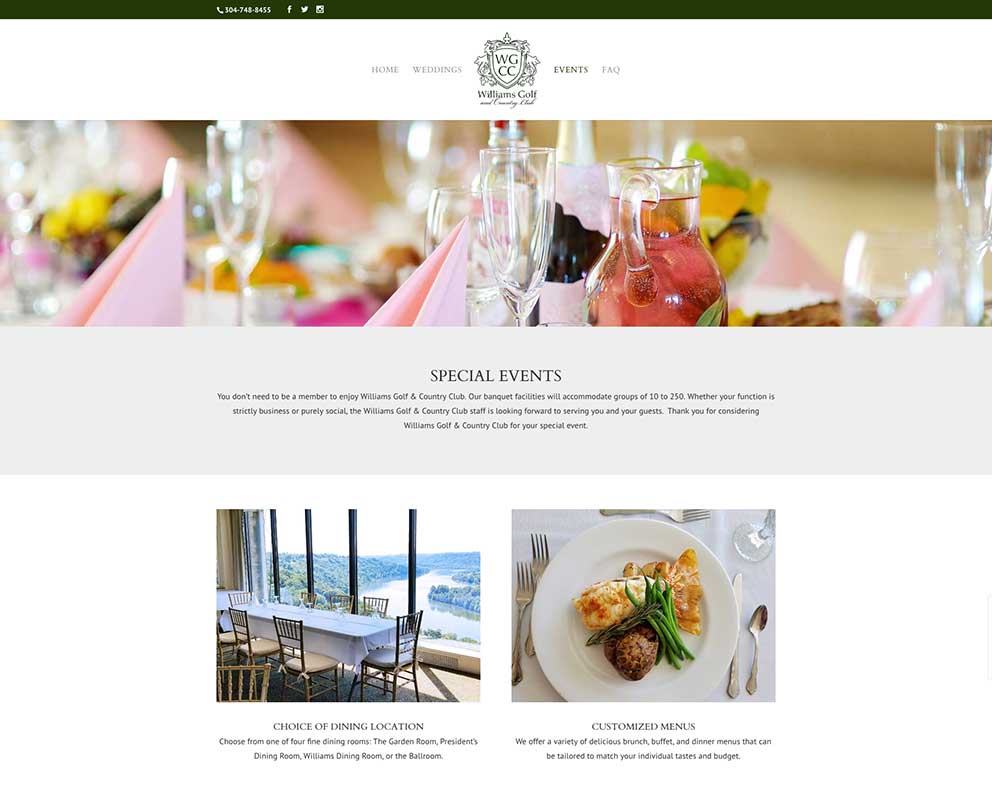 304-748-8455
HOME WEDDINGS EVENTS FAQ
WG
CC
Williams Golf
and Country Club
SPECIAL EVENTS
You don't need to be a member to enjoy Williams Golf & Country Club. Our banquet facilities will accommodate groups of 10 to 250. Whether your function is
strictly business or purely social, the Williams Golf & Country Club staff is looking forward to serving you and your guests. Thank you for considering
Williams Golf & Country Club for your special event.
CHOICE OF DINING LOCATION
Choose from one of four fine dining rooms: The Garden Room, President's
Dining Room, Williams Dining Room, or the Ballroom.
CUSTOMIZED MENUS
We offer a variety of delicious brunch, buffet, and dinner menus that can
be tailored to match your individual tastes and budget.